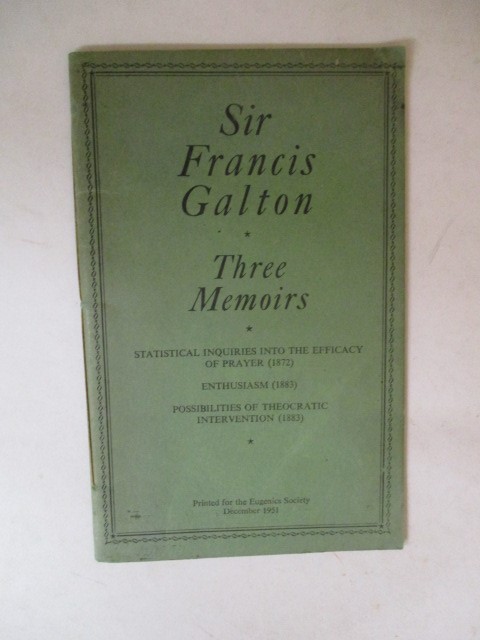 Sir
Francis
Galton
Three
Memoirs
STATISTICAL INQUIRIES INTO THE EFFICACY
OF PRAYER (1872)
ENTHUSIASM (1883)
POSSIBILITIES OF THEOCRATIC
INTERVENTION (1883)
Printed for the Eugenics Society
December 1951